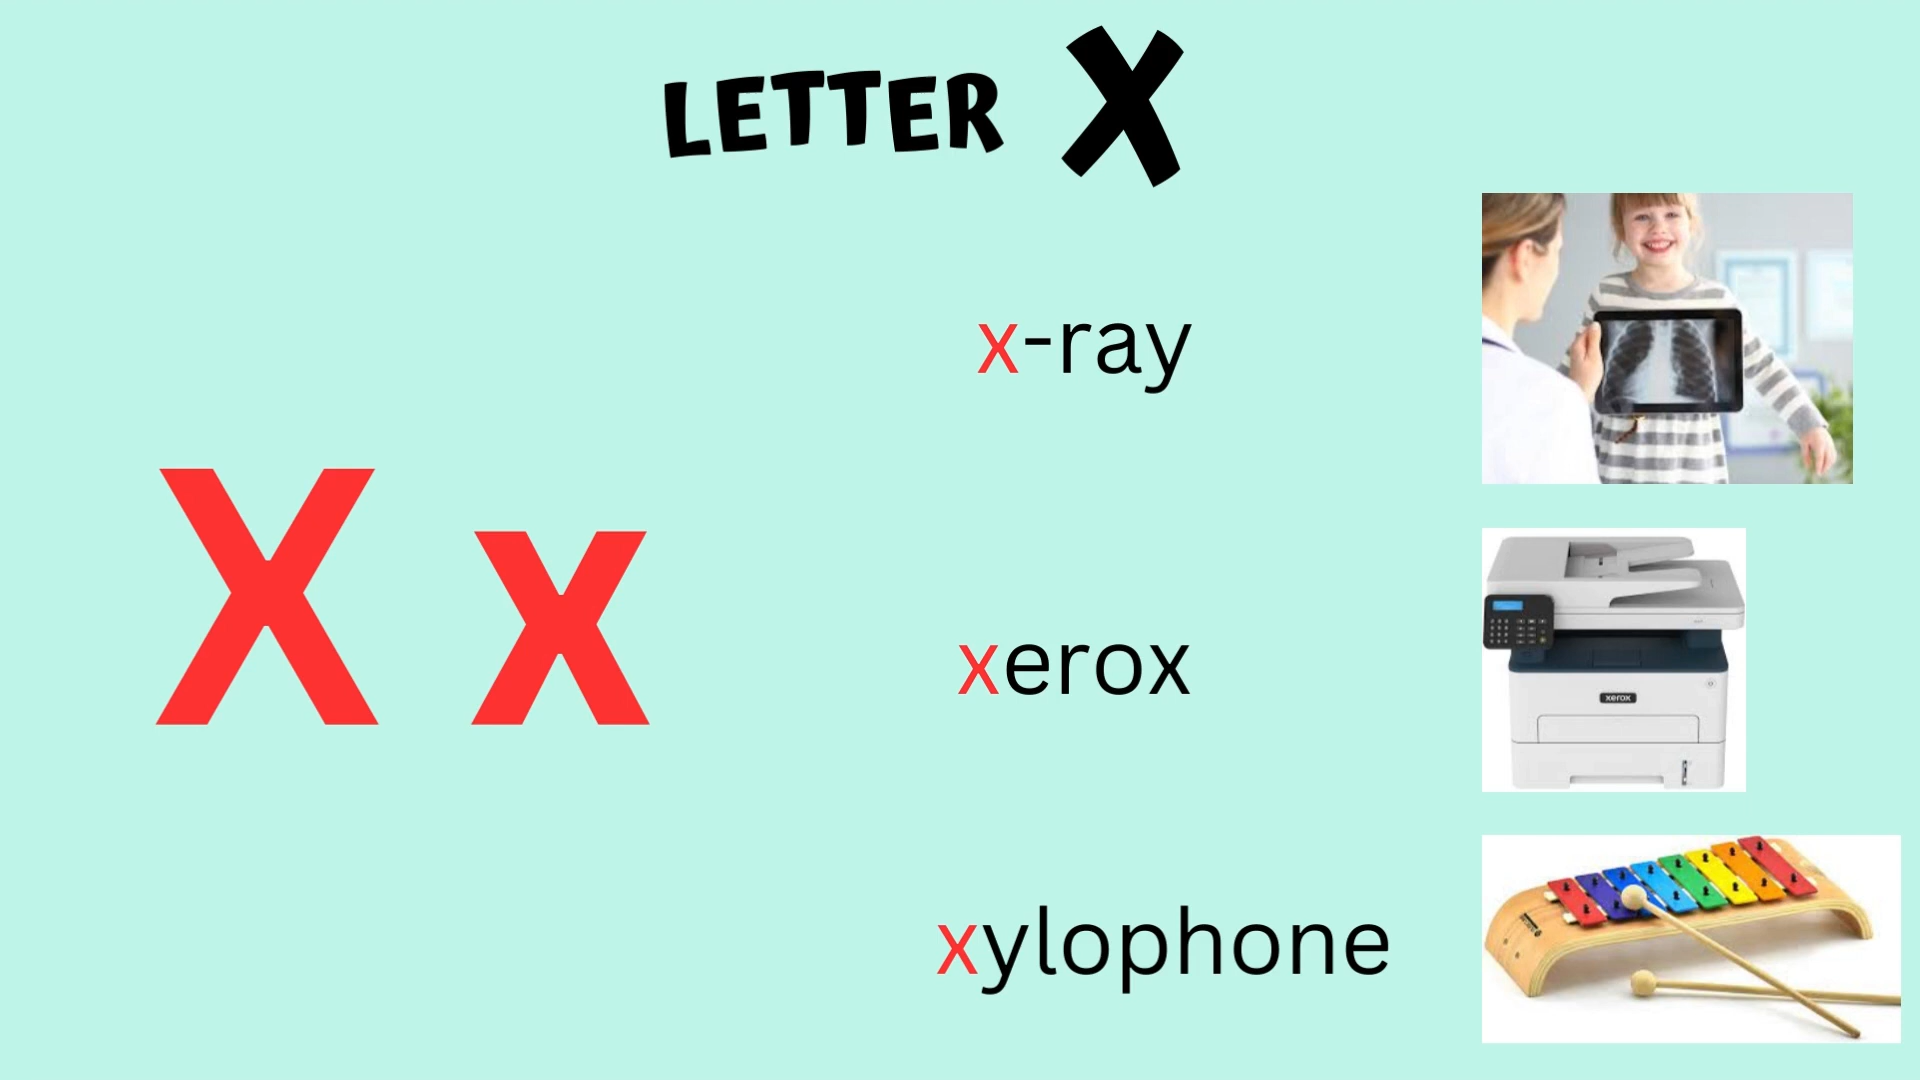 LETTER X
x-ray
X x
xerox
xerox
xylophone